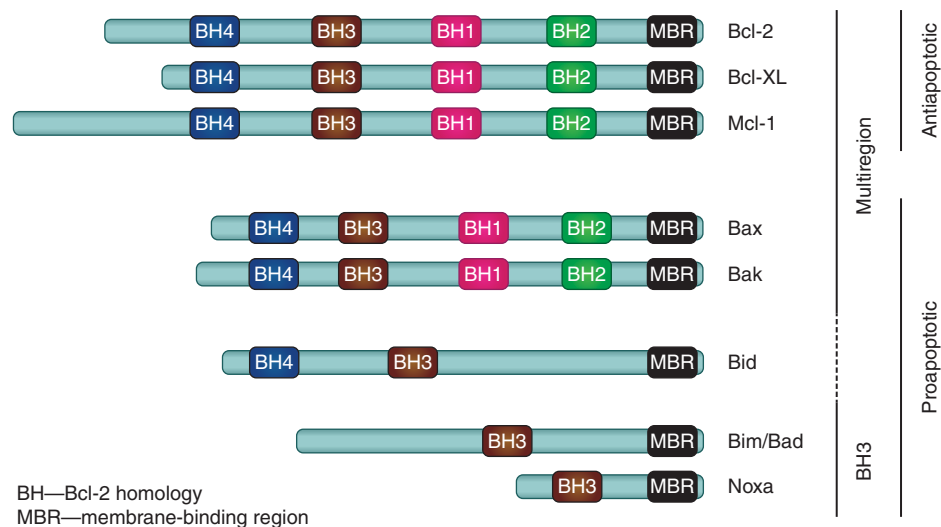 BH4 BH3 BH1 BH2 MBR Bcl-2
BH4 BH3 BH1 BH2 MBR Bcl-XL
BH4 BH3 BH1 BH2 MBR Mcl-1
BH4 BH3 BH1 BH2 MBR Bax
BH4 BH3 BH1 BH2 MBR Bak
BH4 BH3 MBR Bid
BH3 MBR Bim/Bad
BH3 MBR Noxa
Multiregion
BH3
Antiapoptotic
Proapoptotic
BH—Bcl-2 homology
MBR—membrane-binding region